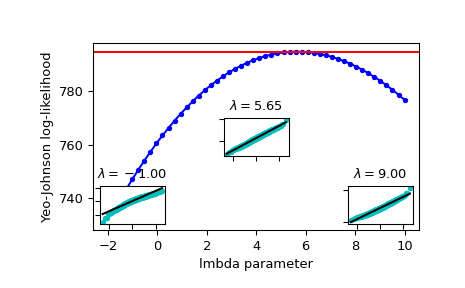 Yeo-Johnson log-likelihood
780
760
740
λ = 5.65
λ = −1.00
λ = 9.00
−2 0 2 4 6 8 10
lmbda parameter